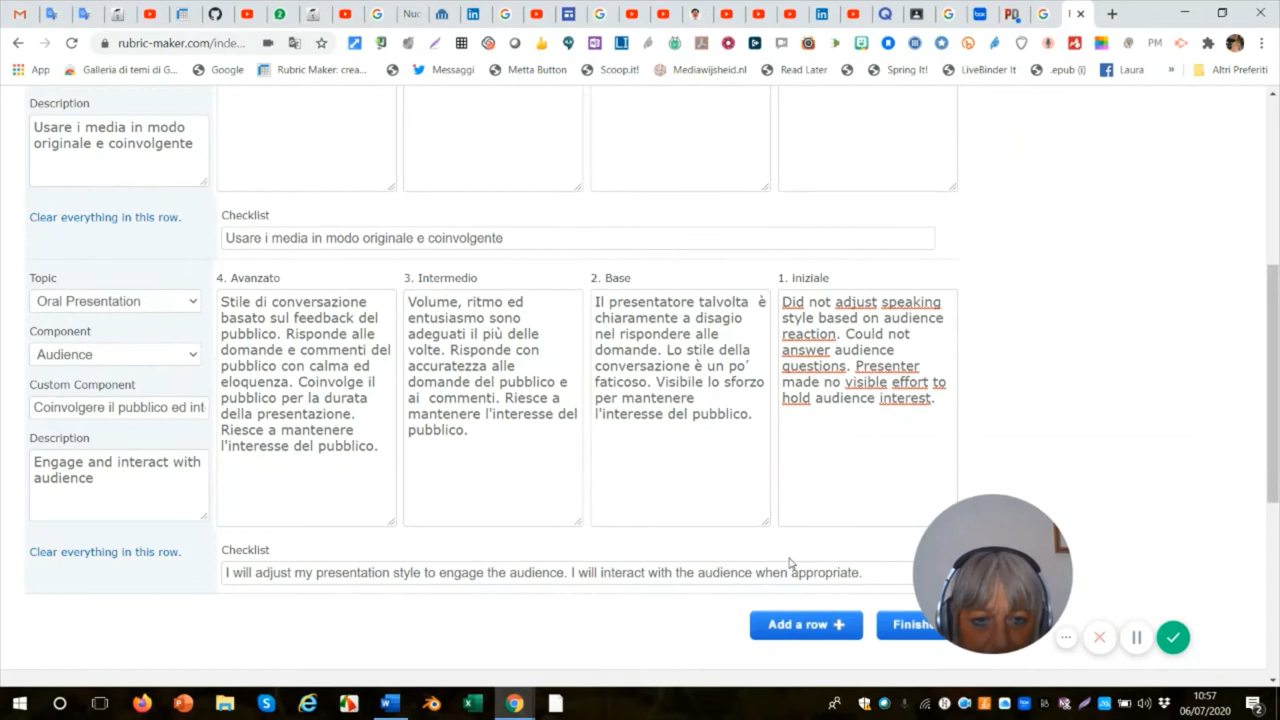 Nuc
rubric-maker.com/inde...
PM
App
Galleria di temi di G...
Google
Rubric Maker: crea...
Messaggi
Metta Button
Scoop.it!
Mediawijsheid.nl
Read Later
Spring It!
LiveBinder It
.epub (i)
Laura
»
Altri Preferiti
Description
Usare i media in modo
originale e coinvolgente
Clear everything in this row.
Checklist
Usare i media in modo originale e coinvolgente
Topic
Oral Presentation
Component
Audience
Custom Component
Coinvolgere il pubblico ed int
Description
Engage and interact with
audience
Clear everything in this row.
4. Avanzato
Stile di conversazione
basato sul feedback del
pubblico. Risponde alle
domande e commenti del
pubblico con calma ed
eloquenza. Coinvolge il
pubblico per la durata
della presentazione.
Riesce a mantenere
l'interesse del pubblico.
3. Intermedio
Volume, ritmo ed
entusiasmo sono
adeguati il più delle
volte. Risponde con
accuratezza alle
domande del pubblico e
ai commenti. Riesce a
mantenere l'interesse del
pubblico.
2. Base
Il presentatore talvolta è
chiaramente a disagio
nel rispondere alle
domande. Lo stile della
conversazione è un po´
faticoso. Visibile lo sforzo
per mantenere
l'interesse del pubblico.
1. iniziale
Did not adjust speaking
style based on audience
reaction. Could not
answer audience
questions. Presenter
made no visible effort to
hold audience interest.
Checklist
I will adjust my presentation style to engage the audience. I will interact with the audience when appropriate.
Add a row +
Finishe
10:57
06/07/2020
2